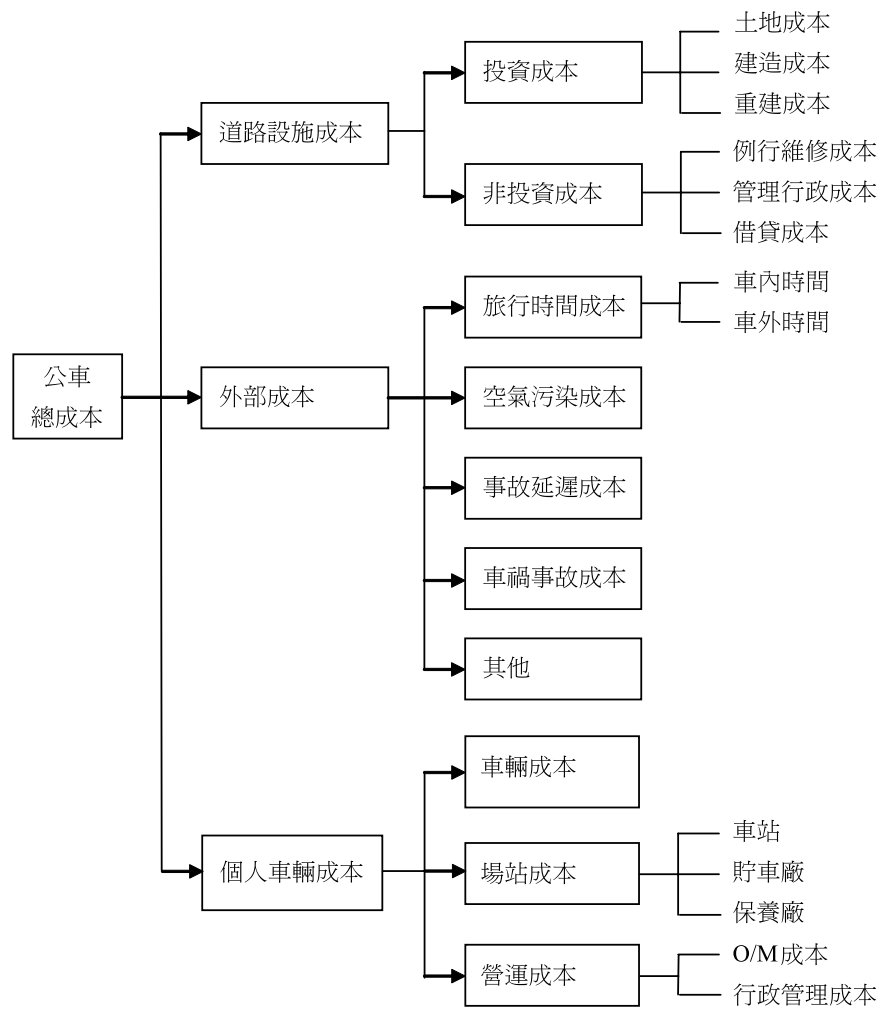 土地成本
投資成本
建造成本
重建成本
道路設施成本
例行維修成本
非投資成本
管理行政成本
借貸成本
車內時間
旅行時間成本
車外時間
公車
總成本
外部成本
空氣污染成本
事故延遲成本
車禍事故成本
其他
車輛成本
車站
個人車輛成本
場站成本
貯車廠
保養廠
O/M成本
營運成本
行政管理成本